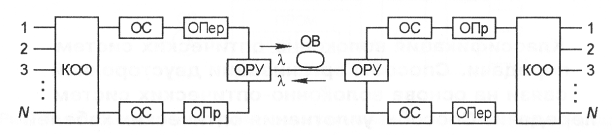 1 ОС ОПер ОВ ОС ОПр 1
2 λ 2
3 КОО ОРУ ОРУ КОО 3
λ
N ОС ОПр ОС ОПер N